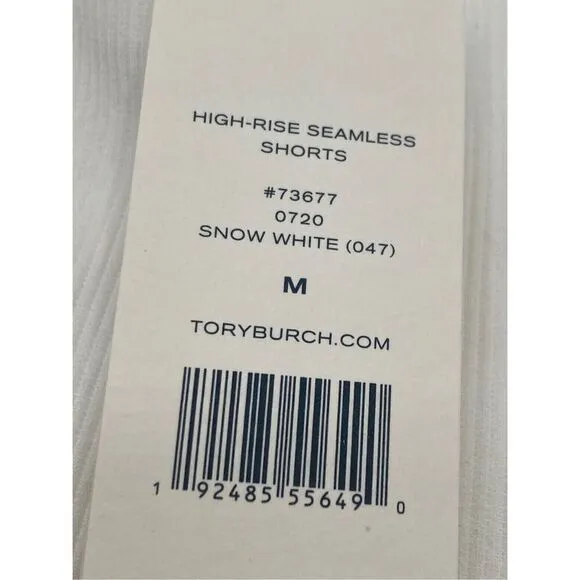 HIGH-RISE SEAMLESS
SHORTS
#73677
0720
SNOW WHITE (047)
M
TORYBURCH.COM
1 92485 55649 0